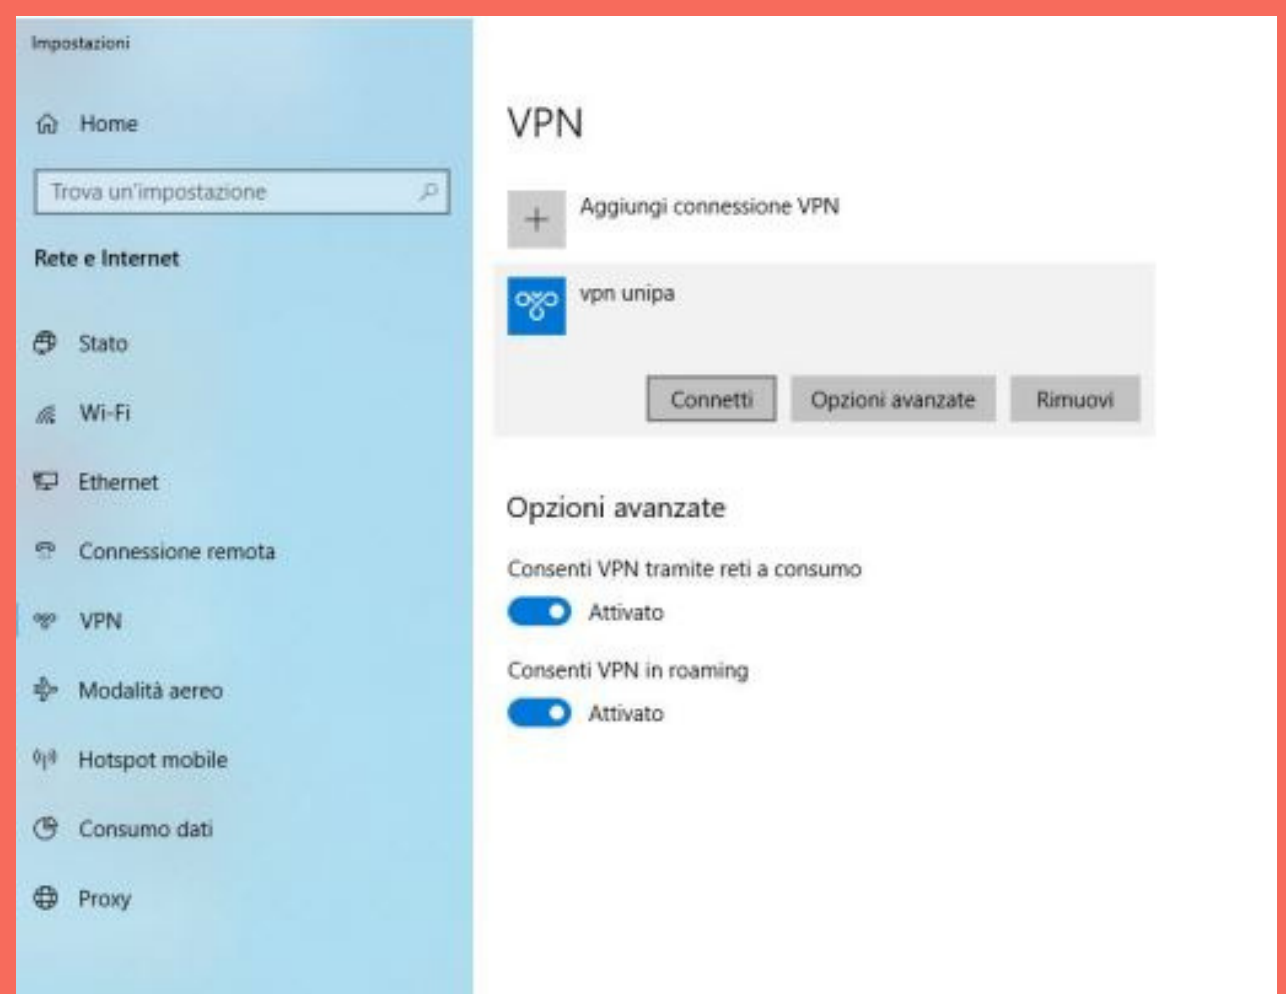 Impostazioni
Home
Trova un'impostazione
Rete e Internet
Stato
Wi-Fi
Ethernet
Connessione remota
VPN
Modalità aereo
Hotspot mobile
Consumo dati
Proxy
VPN
Aggiungi connessione VPN
vpn unipa
Connetti Opzioni avanzate Rimuovi
Opzioni avanzate
Consenti VPN tramite reti a consumo
Attivato
Consenti VPN in roaming
Attivato